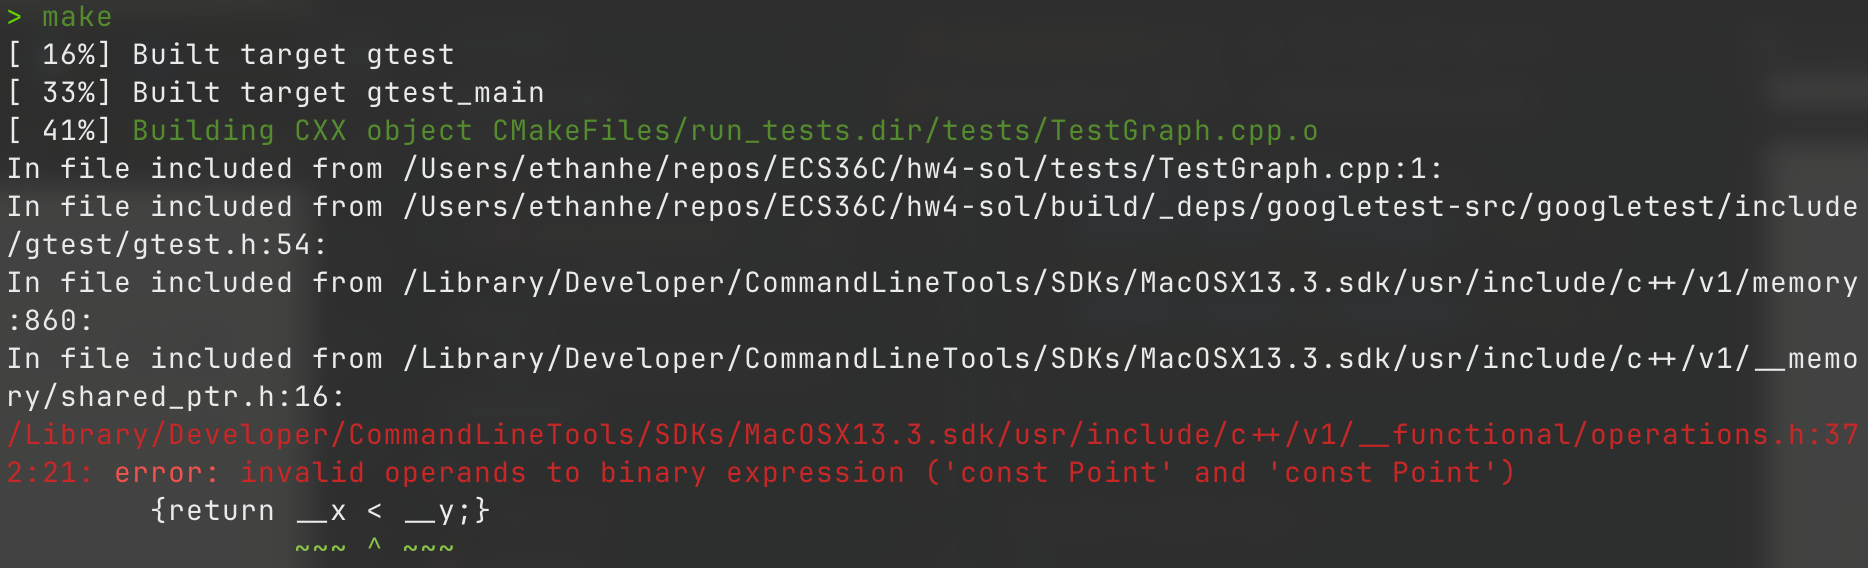 > make
[ 16%] Built target gtest
[ 33%] Built target gtest_main
[ 41%] Building CXX object CMakeFiles/run_tests.dir/tests/TestGraph.cpp.o
In file included from /Users/ethanhe/repos/ECS36C/hw4-sol/tests/TestGraph.cpp:1:
In file included from /Users/ethanhe/repos/ECS36C/hw4-sol/build/_deps/googletest-src/googletest/include
/gtest/gtest.h:54:
In file included from /Library/Developer/CommandLineTools/SDKs/MacOSX13.3.sdk/usr/include/c++/v1/memory
:860:
In file included from /Library/Developer/CommandLineTools/SDKs/MacOSX13.3.sdk/usr/include/c++/v1/__memo
ry/shared_ptr.h:16:
/Library/Developer/CommandLineTools/SDKs/MacOSX13.3.sdk/usr/include/c++/v1/__functional/operations.h:37
2:21: error: invalid operands to binary expression ('const Point' and 'const Point')
        {return __x < __y;}
                ~~~ ^ ~~~